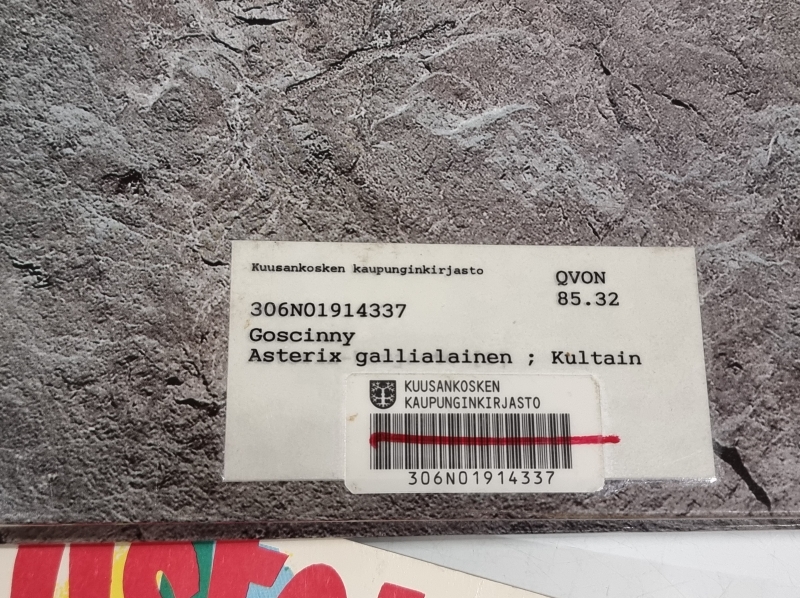 Kuusankosken kaupunginkirjasto
QVON
85.32
306N01914337
Goscinny
Asterix gallialainen ; Kultain
KUUSANKOSKEN
KAUPUNGINKIRJASTO
306N01914337